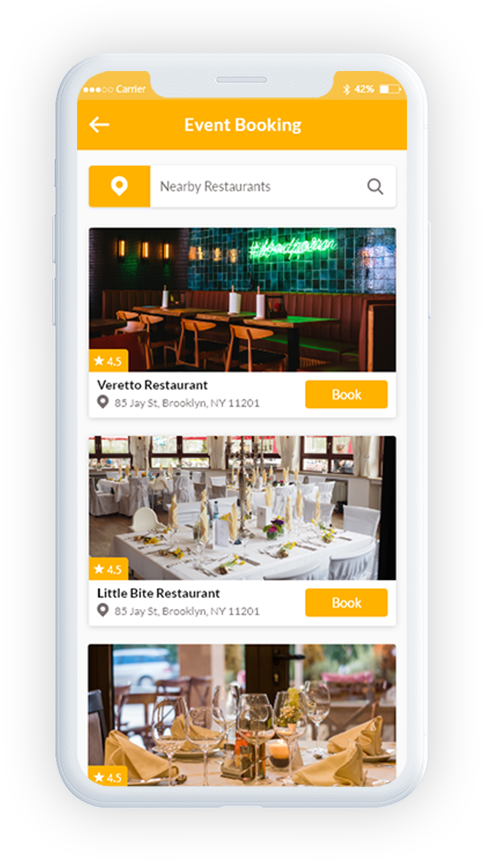 Carrier 42%
Event Booking
Nearby Restaurants
4.5
Veretto Restaurant
85 Jay St, Brooklyn, NY 11201
Book
4.5
Little Bite Restaurant
85 Jay St, Brooklyn, NY 11201
Book
4.5